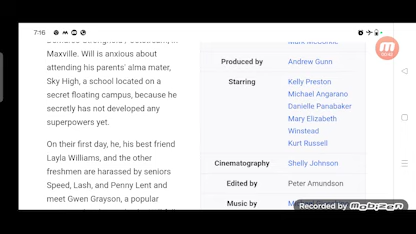 7:16
Maxville. Will is anxious about
attending his parents' alma mater,
Sky High, a school located on a
secret floating campus, because he
secretly has not developed any
superpowers yet.
On their first day, he, his best friend
Layla Williams, and the other
freshmen are harassed by seniors
Speed, Lash, and Penny Lent and
meet Gwen Grayson, a popular
Produced by Andrew Gunn
Starring Kelly Preston
Michael Angarano
Danielle Panabaker
Mary Elizabeth
Winstead
Kurt Russell
Cinematography Shelly Johnson
Edited by Peter Amundson
Music by
Recorded by Mobizen